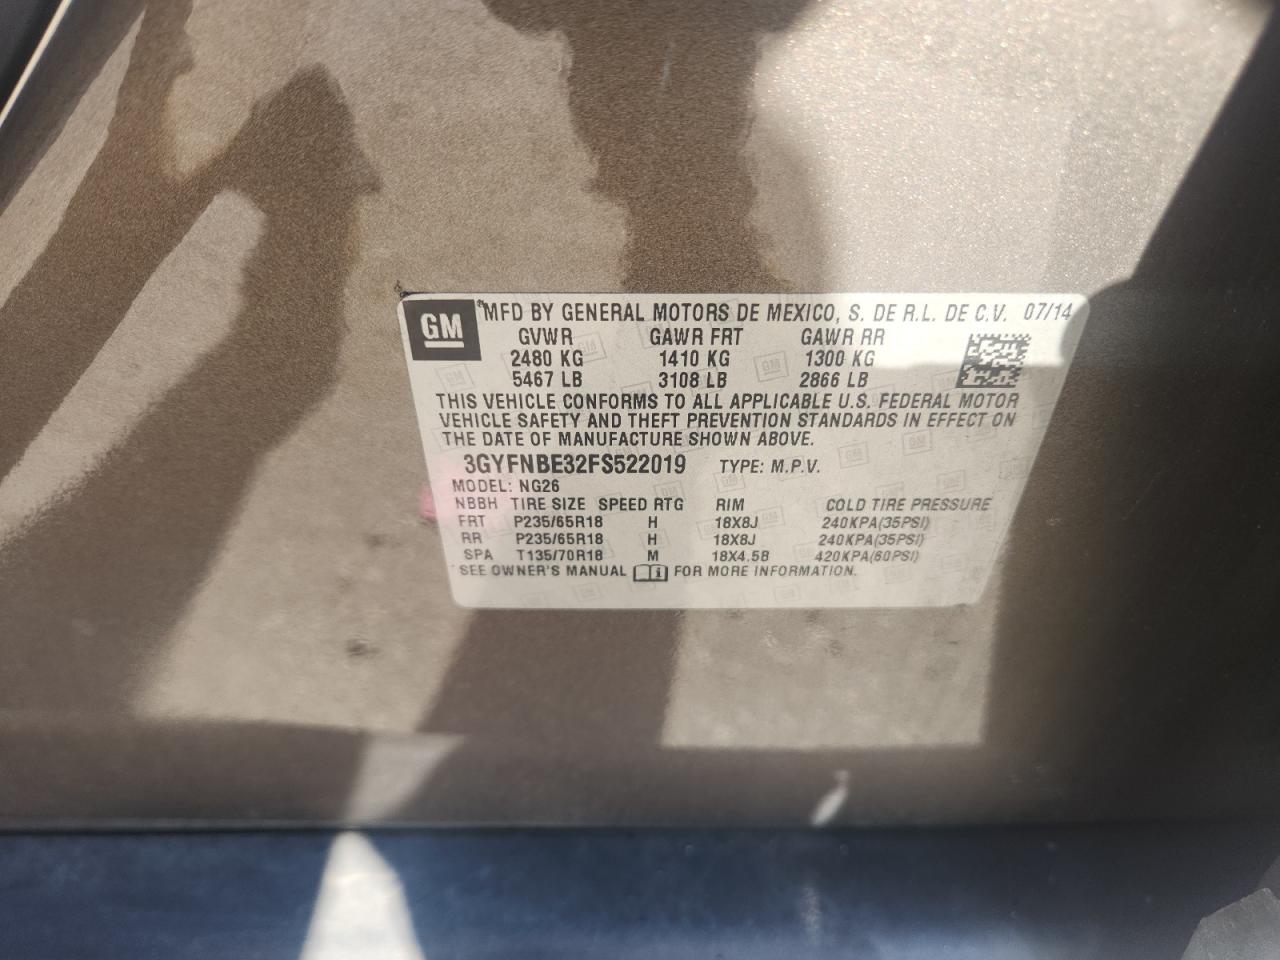 GM
MFD BY GENERAL MOTORS DE MEXICO, S. DE R.L. DE C.V. 07/14
GVWR GAWR FRT GAWR RR
2480 KG 1410 KG 1300 KG
5467 LB 3108 LB 2866 LB
THIS VEHICLE CONFORMS TO ALL APPLICABLE U.S. FEDERAL MOTOR
VEHICLE SAFETY AND THEFT PREVENTION STANDARDS IN EFFECT ON
THE DATE OF MANUFACTURE SHOWN ABOVE.
3GYFNBE32FS522019 TYPE: M.P.V.
MODEL: NG26
NBBH TIRE SIZE SPEED RTG RIM COLD TIRE PRESSURE
FRT P235/65R18 H 18X8J 240KPA(35PSI)
RR P235/65R18 H 18X8J 240KPA(35PSI)
SPA T135/70R18 M 18X4.5B 420KPA(60PSI)
SEE OWNER'S MANUAL FOR MORE INFORMATION.